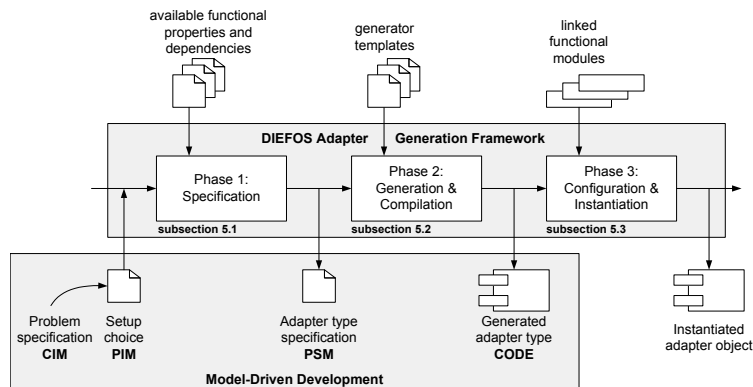 available functional
properties and
dependencies
generator
templates
linked
functional
modules
DIEFOS Adapter Generation Framework
Phase 1:
Specification
Phase 2:
Generation &
Compilation
Phase 3:
Configuration &
Instantiation
subsection 5.1
subsection 5.2
subsection 5.3
Problem
specification
CIM
Setup
choice
PIM
Adapter type
specification
PSM
Generated
adapter type
CODE
Instantiated
adapter object
Model-Driven Development